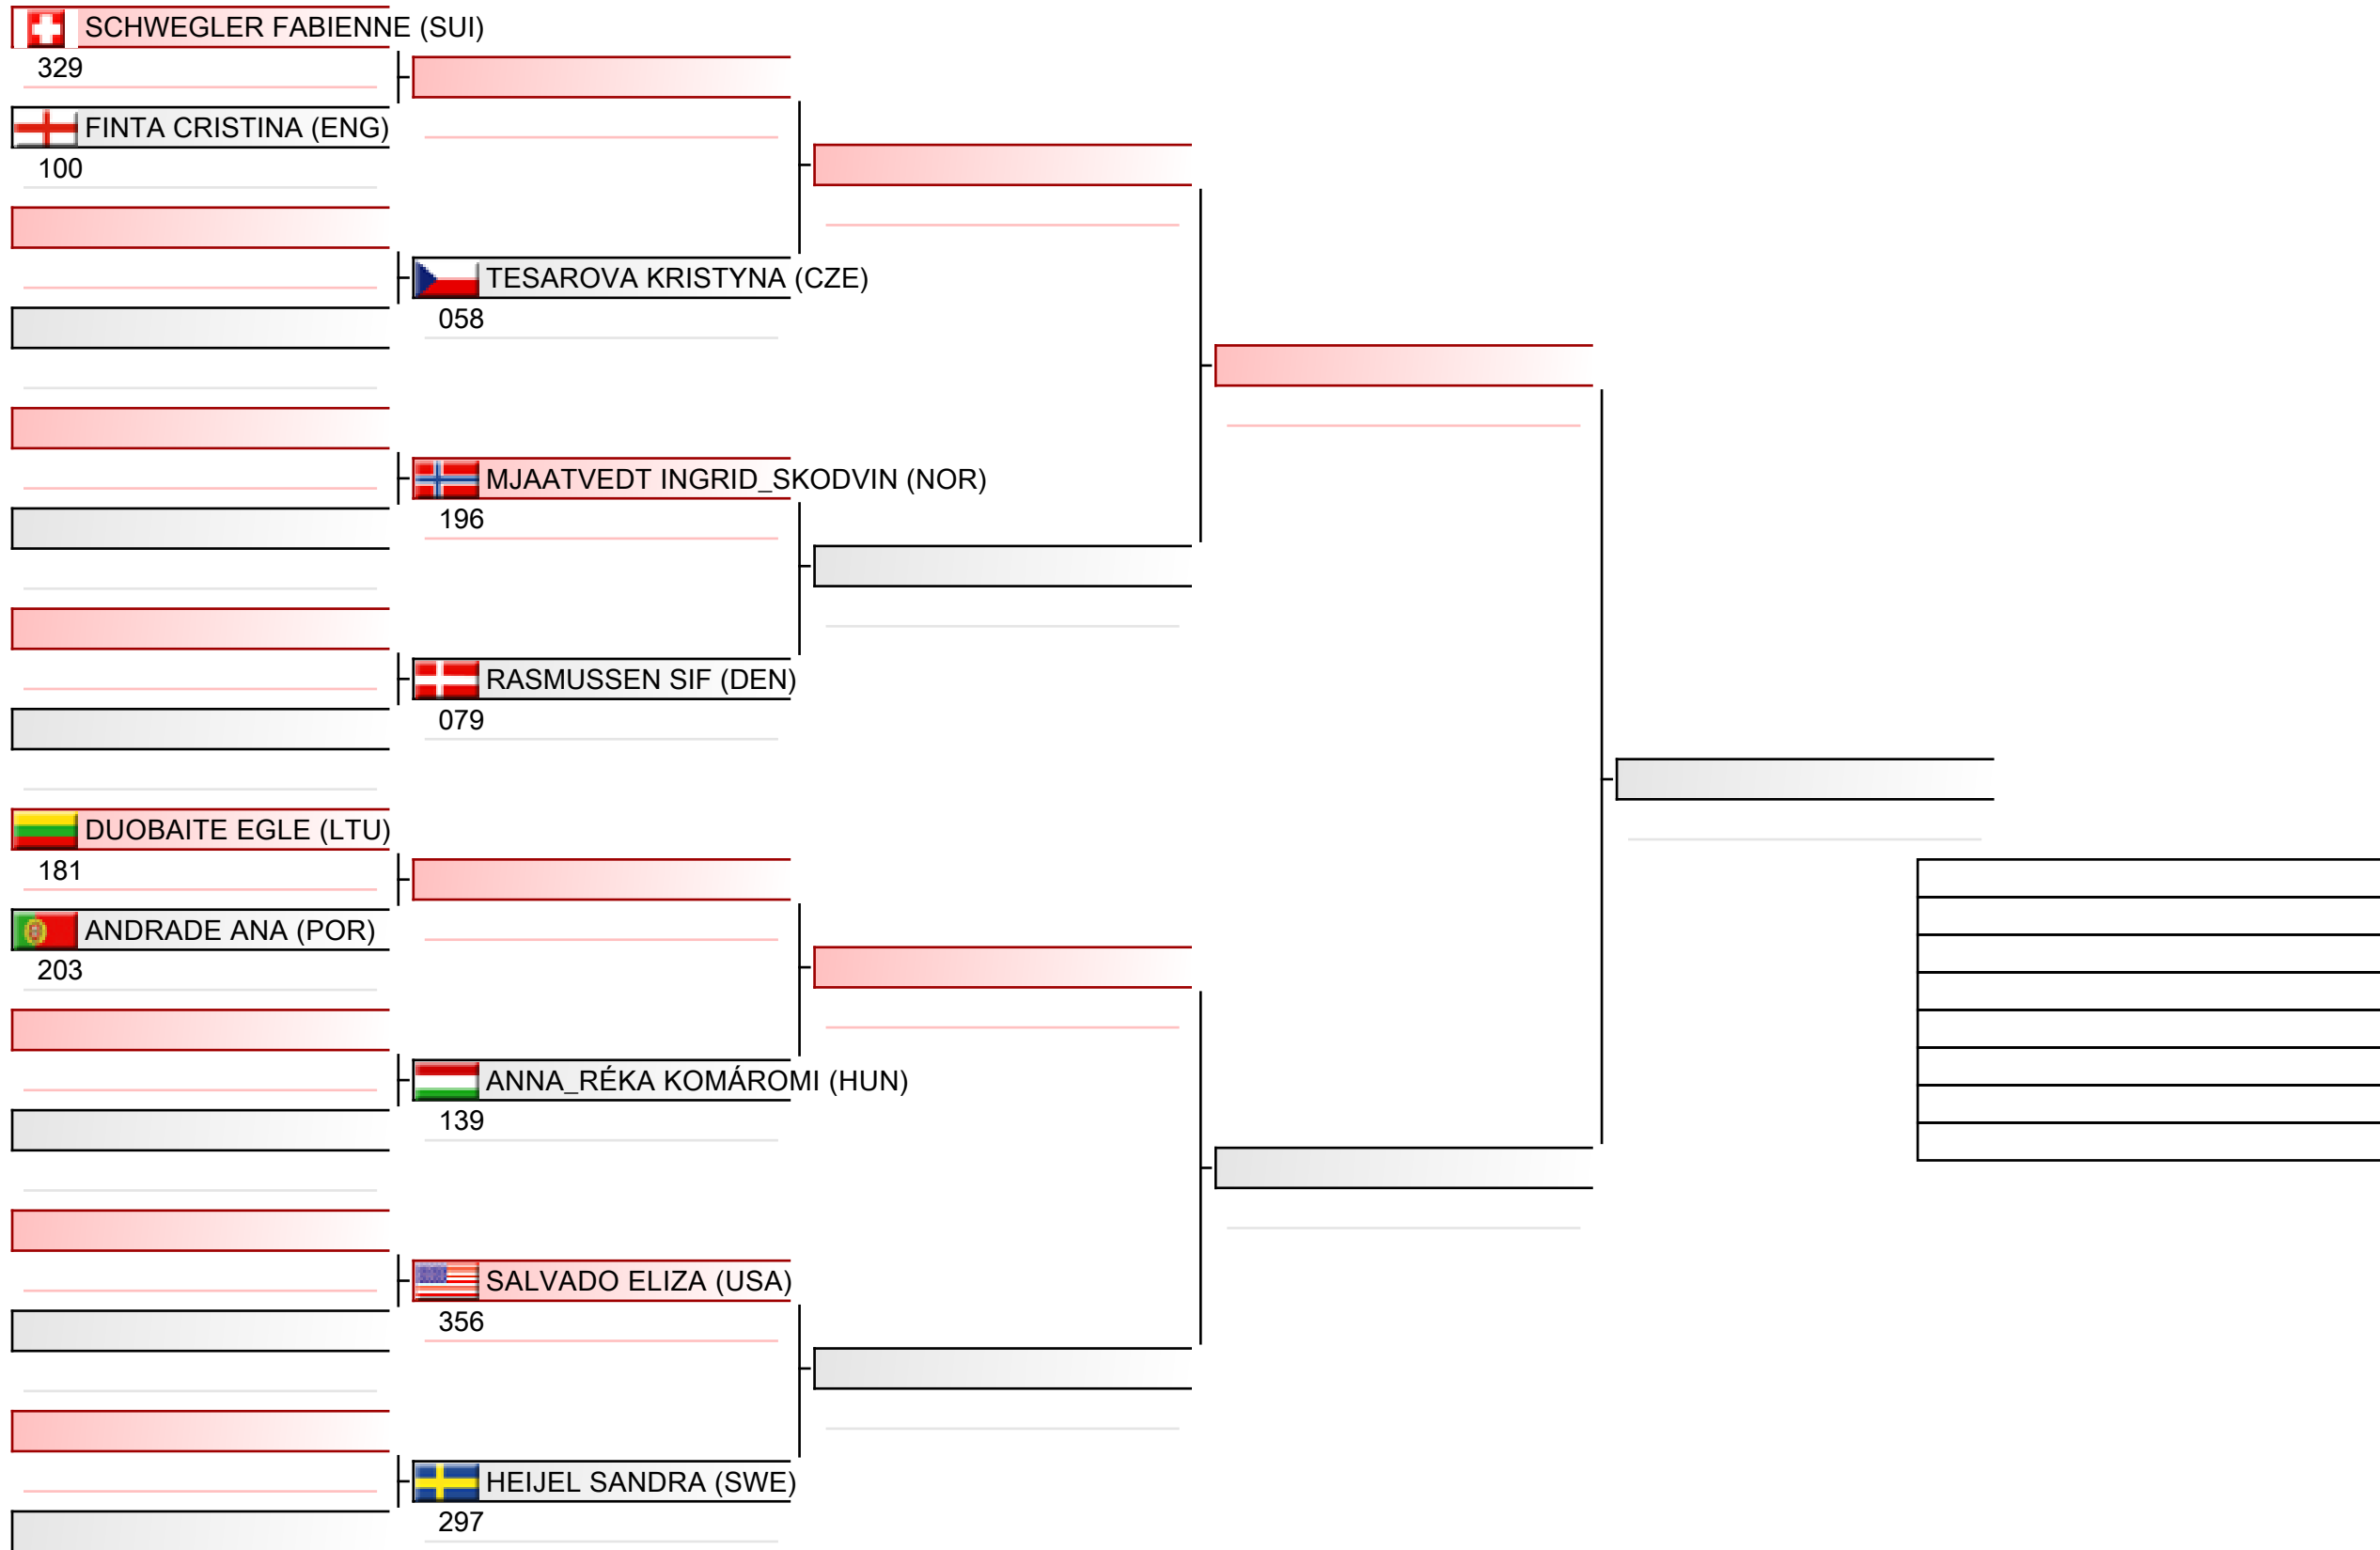 SCHWEGLER FABIENNE (SUI)
329
FINTA CRISTINA (ENG)
100
TESAROVA KRISTYNA (CZE)
058
MJAATVEDT INGRID_SKODVIN (NOR)
196
RASMUSSEN SIF (DEN)
079
DUOBAITE EGLE (LTU)
181
ANDRADE ANA (POR)
203
ANNA_RÉKA KOMÁROMI (HUN)
139
SALVADO ELIZA (USA)
356
HEIJEL SANDRA (SWE)
297